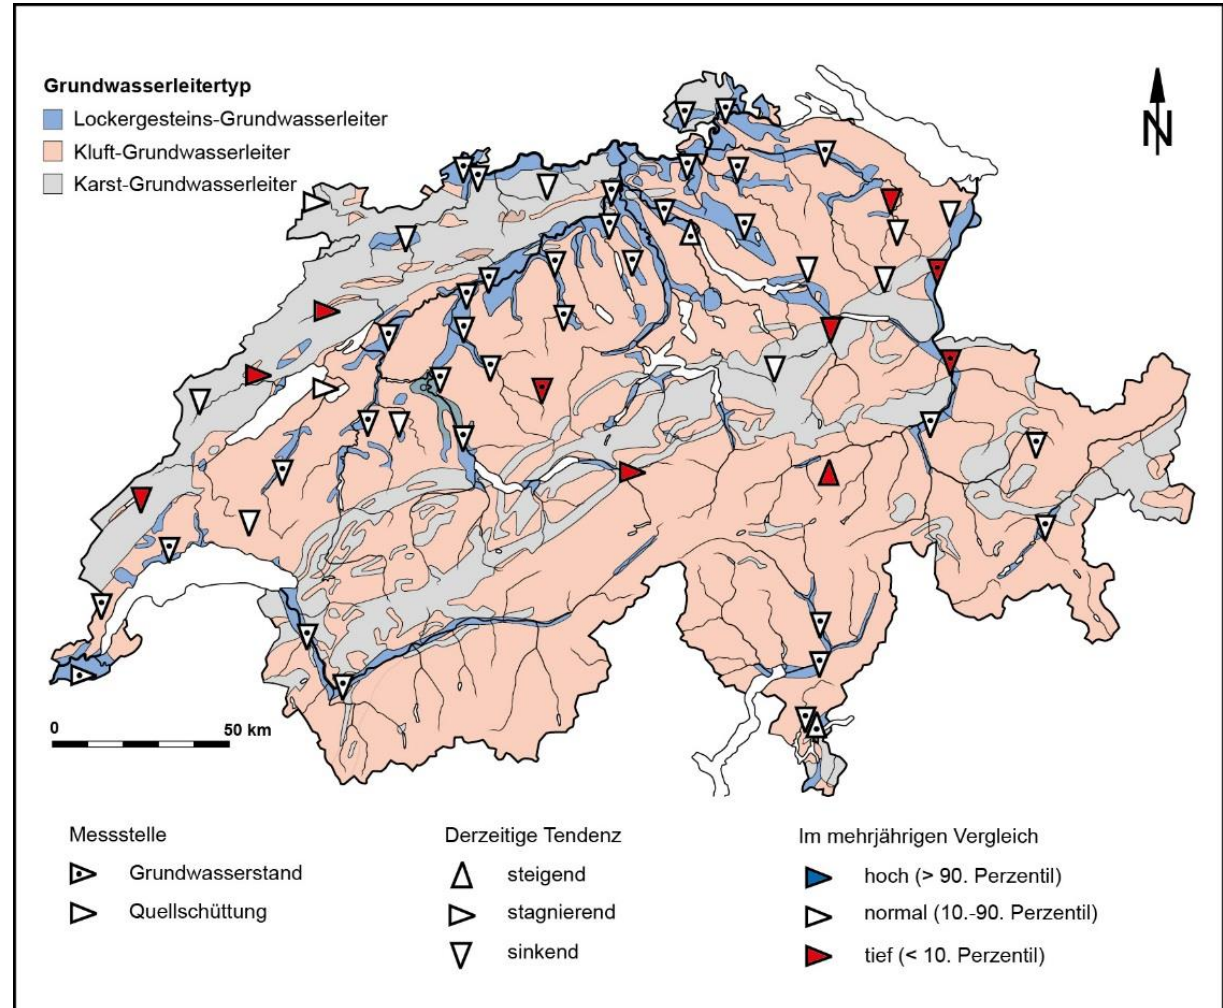 Grundwasserleitertyp
Lockergesteins-Grundwasserleiter
Kluft-Grundwasserleiter
Karst-Grundwasserleiter
N
0 50 km
Messstelle
Grundwasserstand
Quellschüttung
Derzeitige Tendenz
steigend
stagnierend
sinkend
Im mehrjährigen Vergleich
hoch (> 90. Perzentil)
normal (10.-90. Perzentil)
tief (< 10. Perzentil)